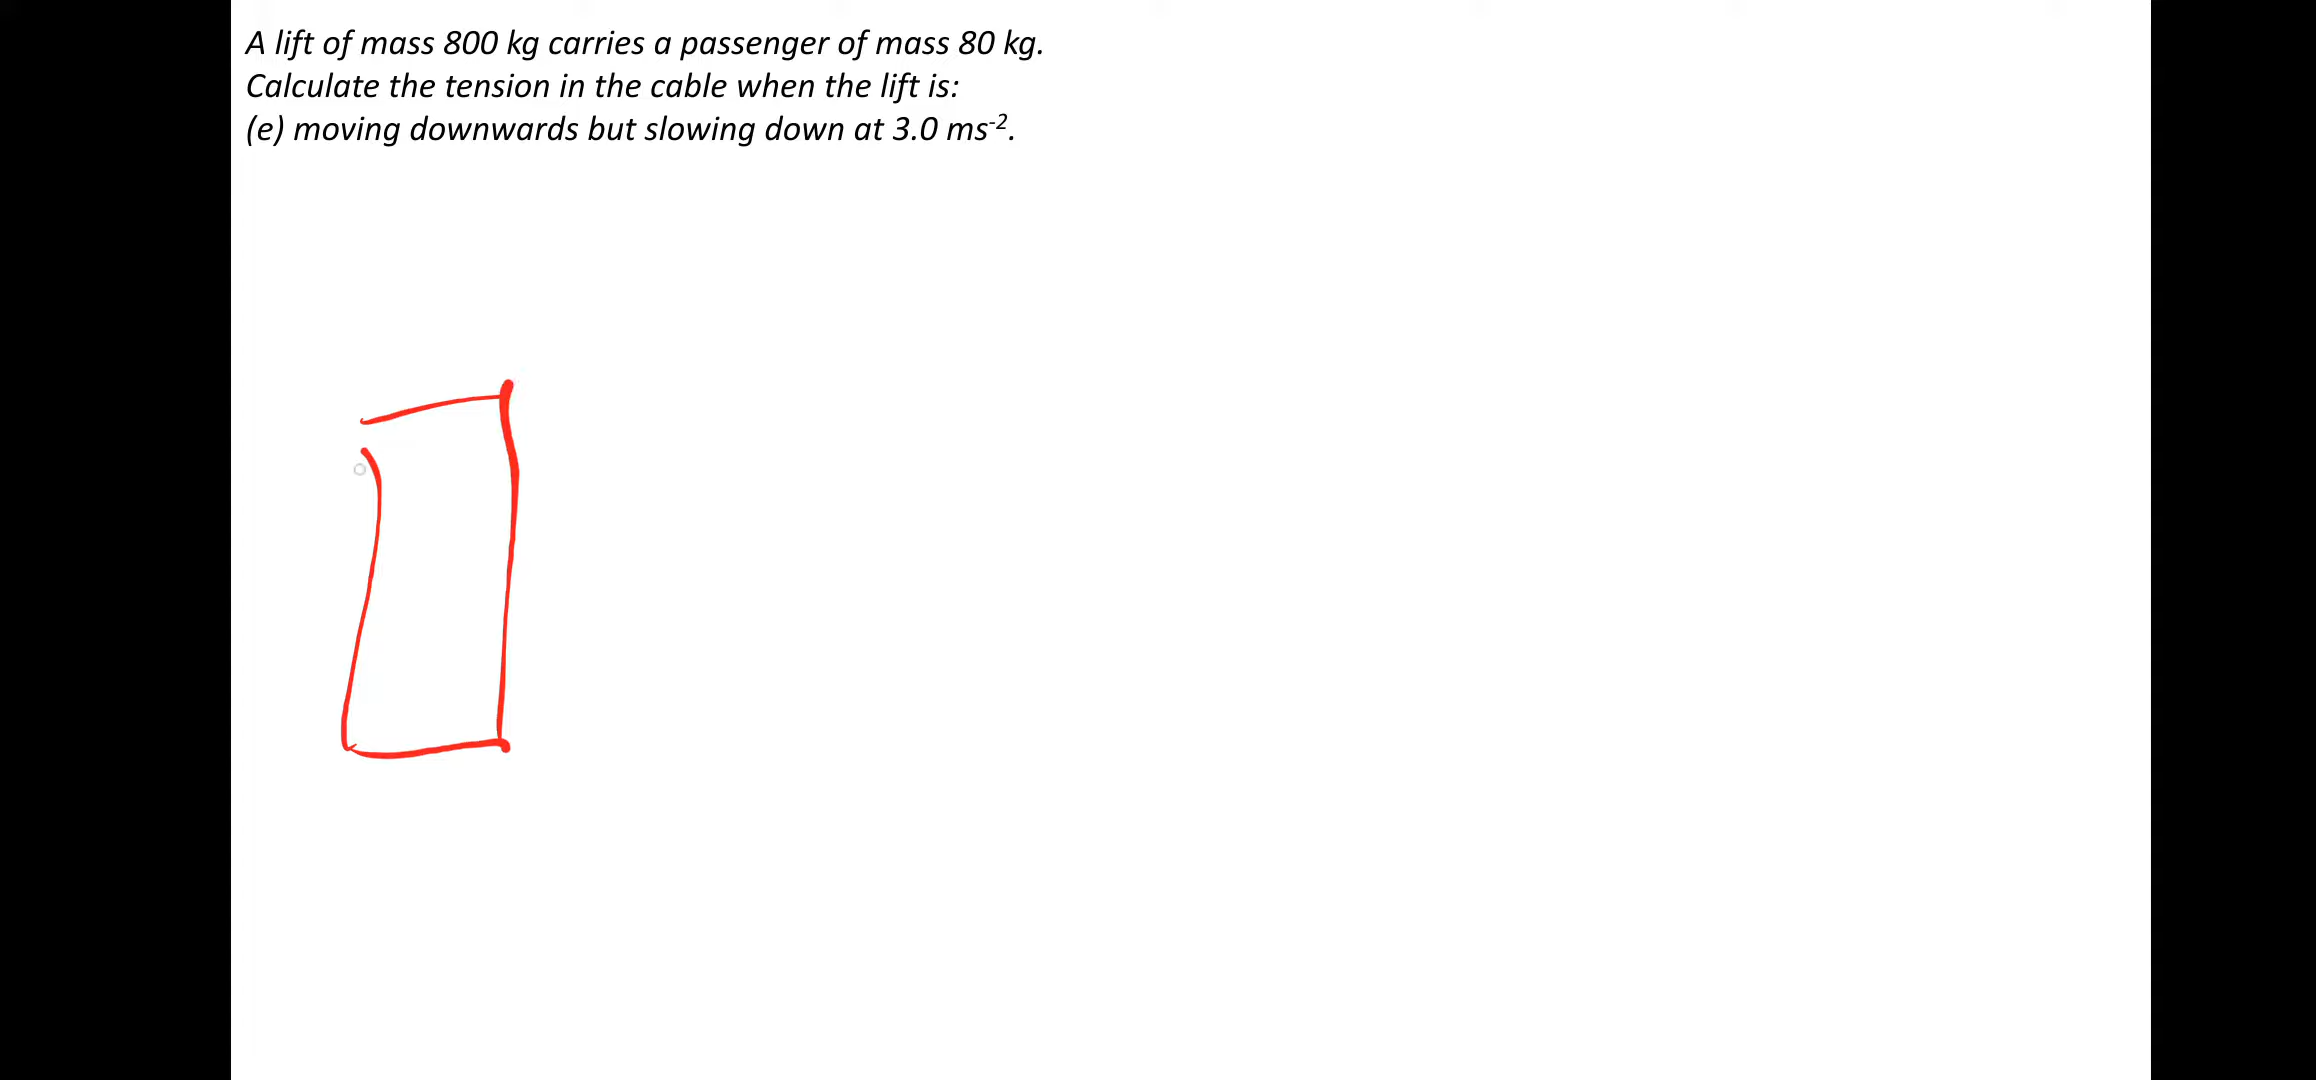 A lift of mass 800 kg carries a passenger of mass 80 kg.
Calculate the tension in the cable when the lift is:
(e) moving downwards but slowing down at 3.0 ms⁻².